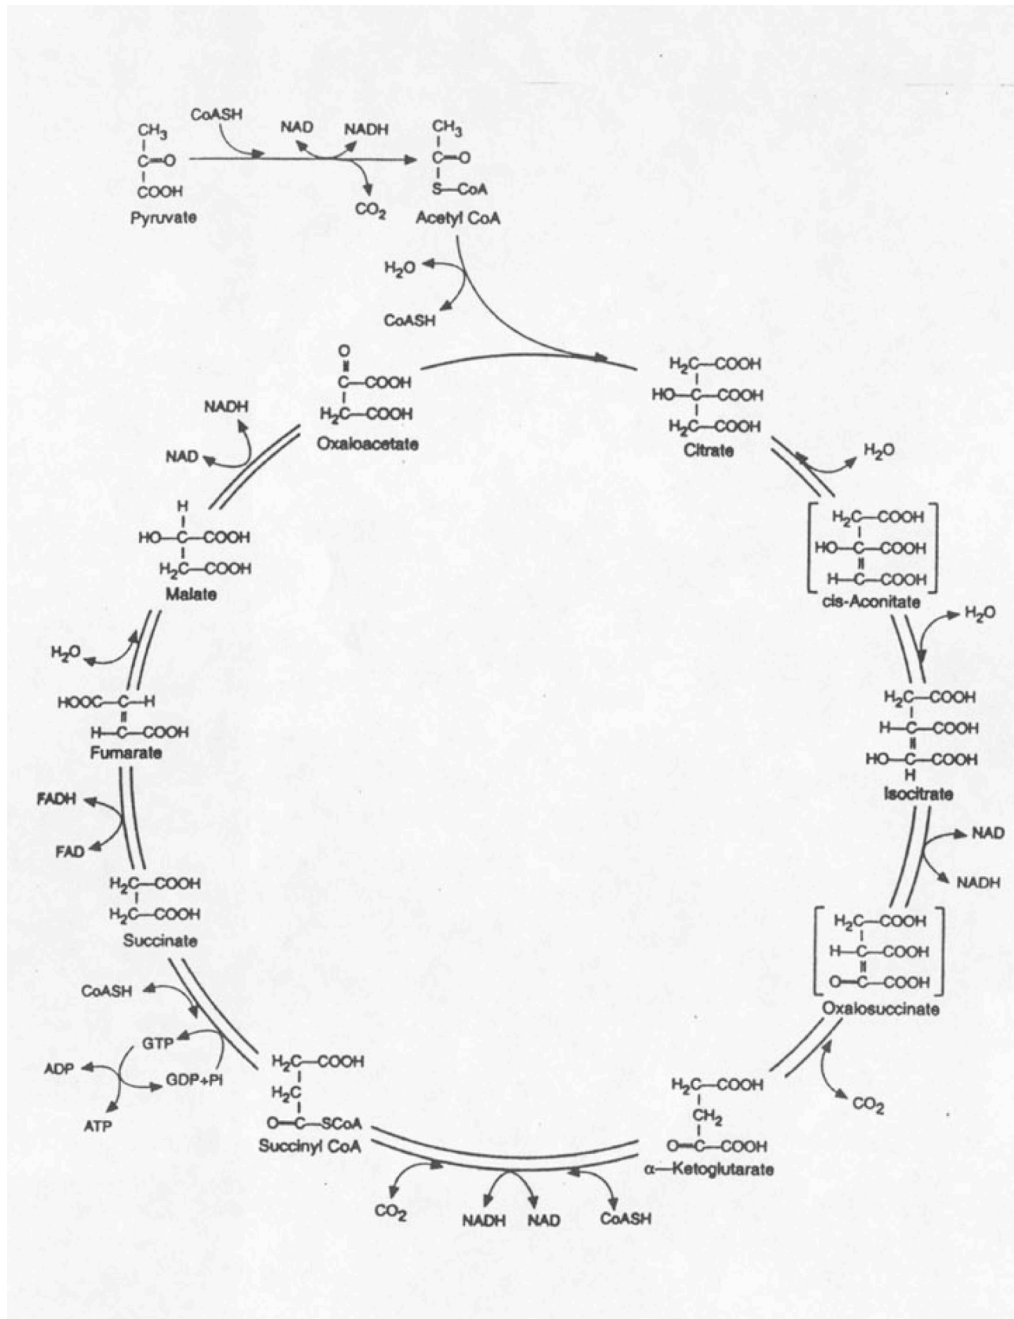 CoASH
NAD
NADH
CH3
C=O
COOH
Pyruvate
CO2
CH3
C=O
S—CoA
Acetyl CoA
H2O
CoASH
O
C—COOH
H2C—COOH
Oxaloacetate
H2C—COOH
HO—C—COOH
H2C—COOH
Citrate
H2O
H2C—COOH
HO—C—COOH
H—C—COOH
cis-Aconitate
H2O
H2C—COOH
H—C—COOH
HO—C—COOH
H
Isocitrate
NAD
NADH
H2C—COOH
H—C—COOH
O=C—COOH
Oxalosuccinate
CO2
H2C—COOH
CH2
O=C—COOH
α—Ketoglutarate
CoASH
NAD
NADH
CO2
H2C—COOH
H2C
O=C—SCoA
Succinyl CoA
CoASH
GTP
GDP+Pi
ADP
ATP
H2C—COOH
H2C—COOH
Succinate
FAD
FADH
HOOC—C—H
H—C—COOH
Fumarate
H2O
H
HO—C—COOH
H2C—COOH
Malate
NAD
NADH